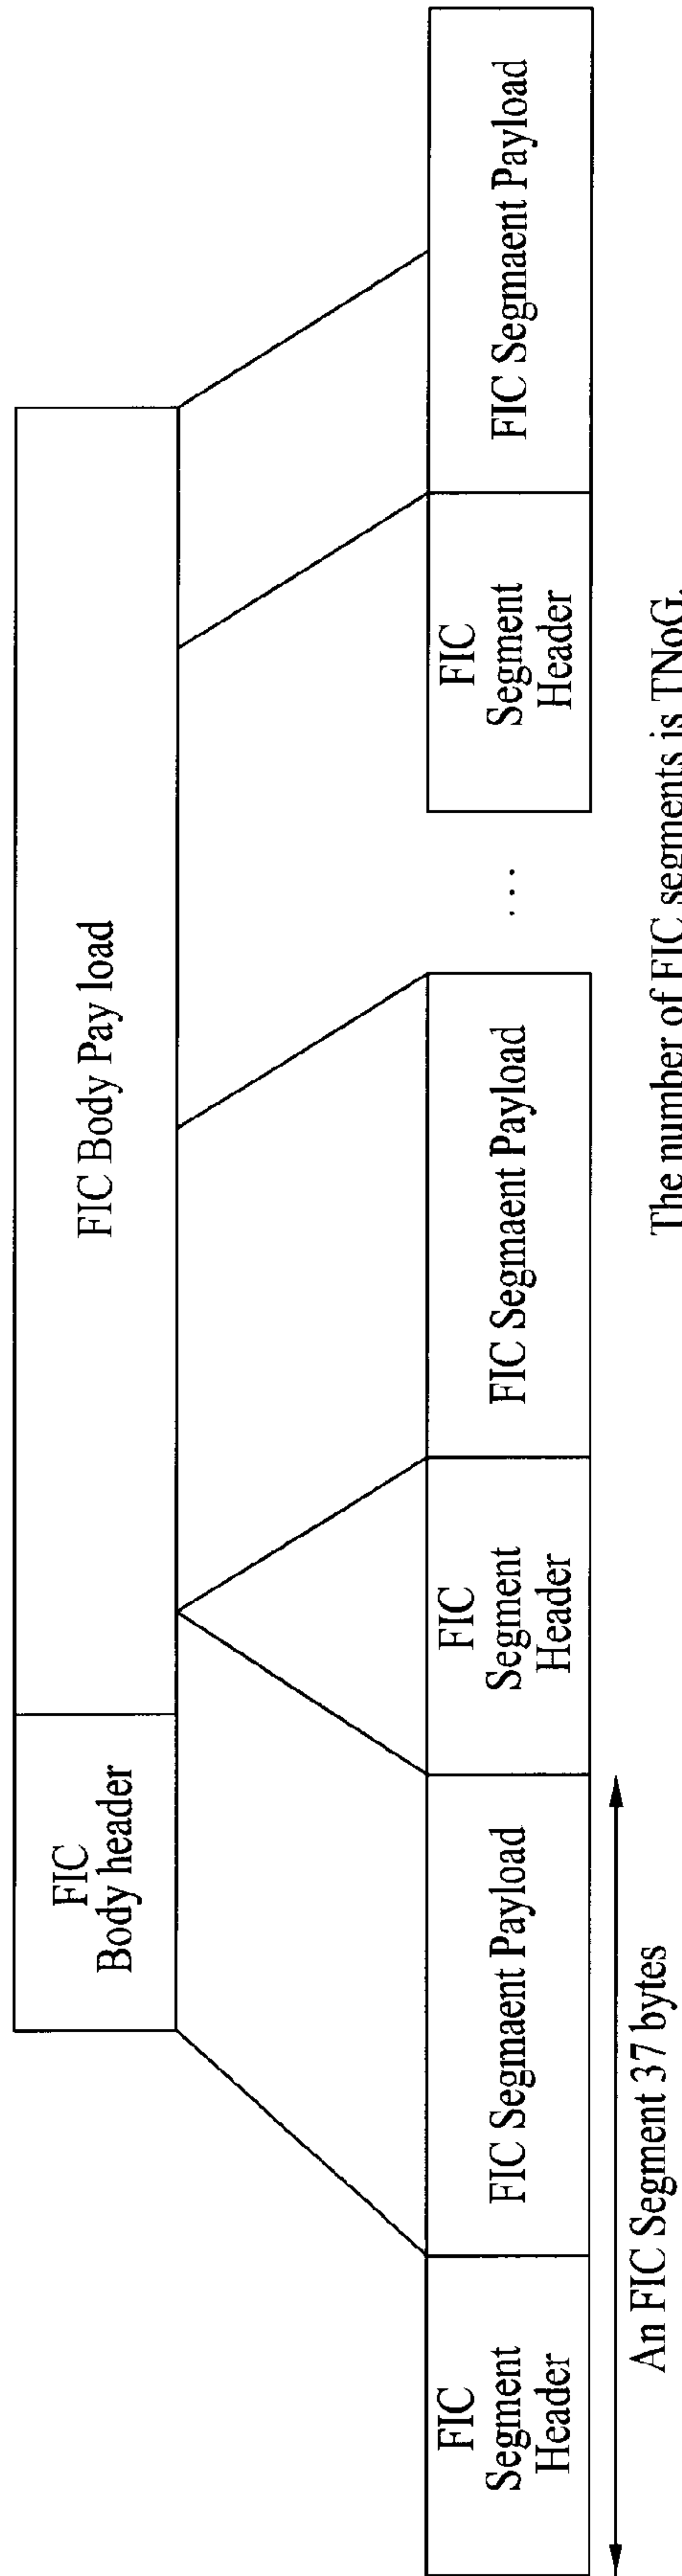 FIC
Body header
FIC Body Pay load
FIC
Segment
Header
FIC Segmaent Payload
FIC
Segment
Header
FIC Segmaent Payload
...
FIC
Segment
Header
FIC Segmaent Payload
An FIC Segment 37 bytes
The number of FIC segments is TNoG.